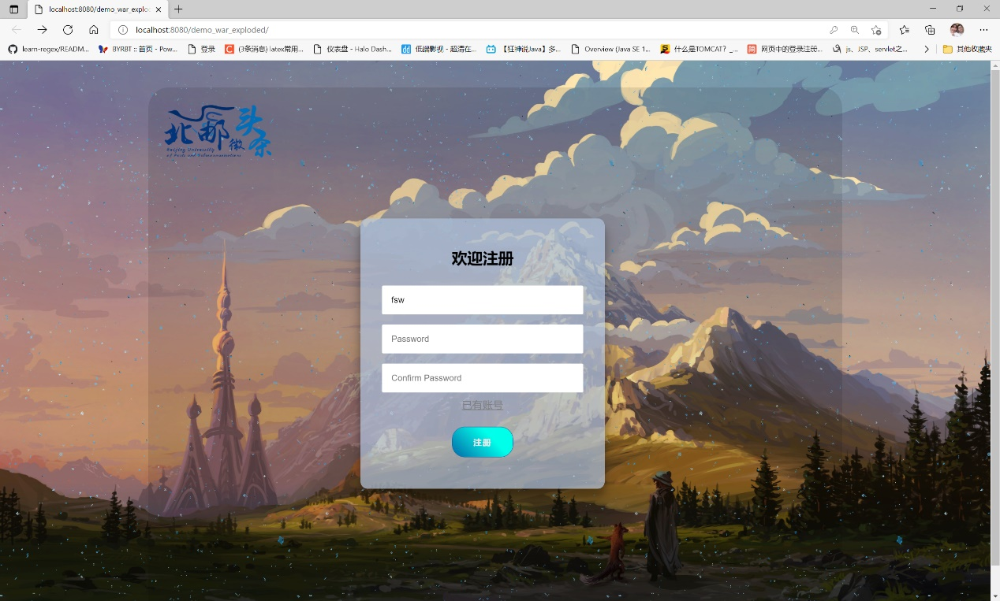 localhost:8080/demo_war_explo
localhost:8080/demo_war_exploded/
learn-regex/READM...
BYRBT :: 首页 - Pow...
登录
(3条消息) latex常用...
仪表盘 - Halo Dash...
低端影视 - 超清在...
【狂神说Java】多...
Overview (Java SE 1...
什么是TOMCAT? _...
网页中的登录注册...
js、JSP、servlet之...
其他收藏夹
北邮微头条
Beijing University
of Posts and Telecommunications
欢迎注册
fsw
Password
Confirm Password
已有账号
注册